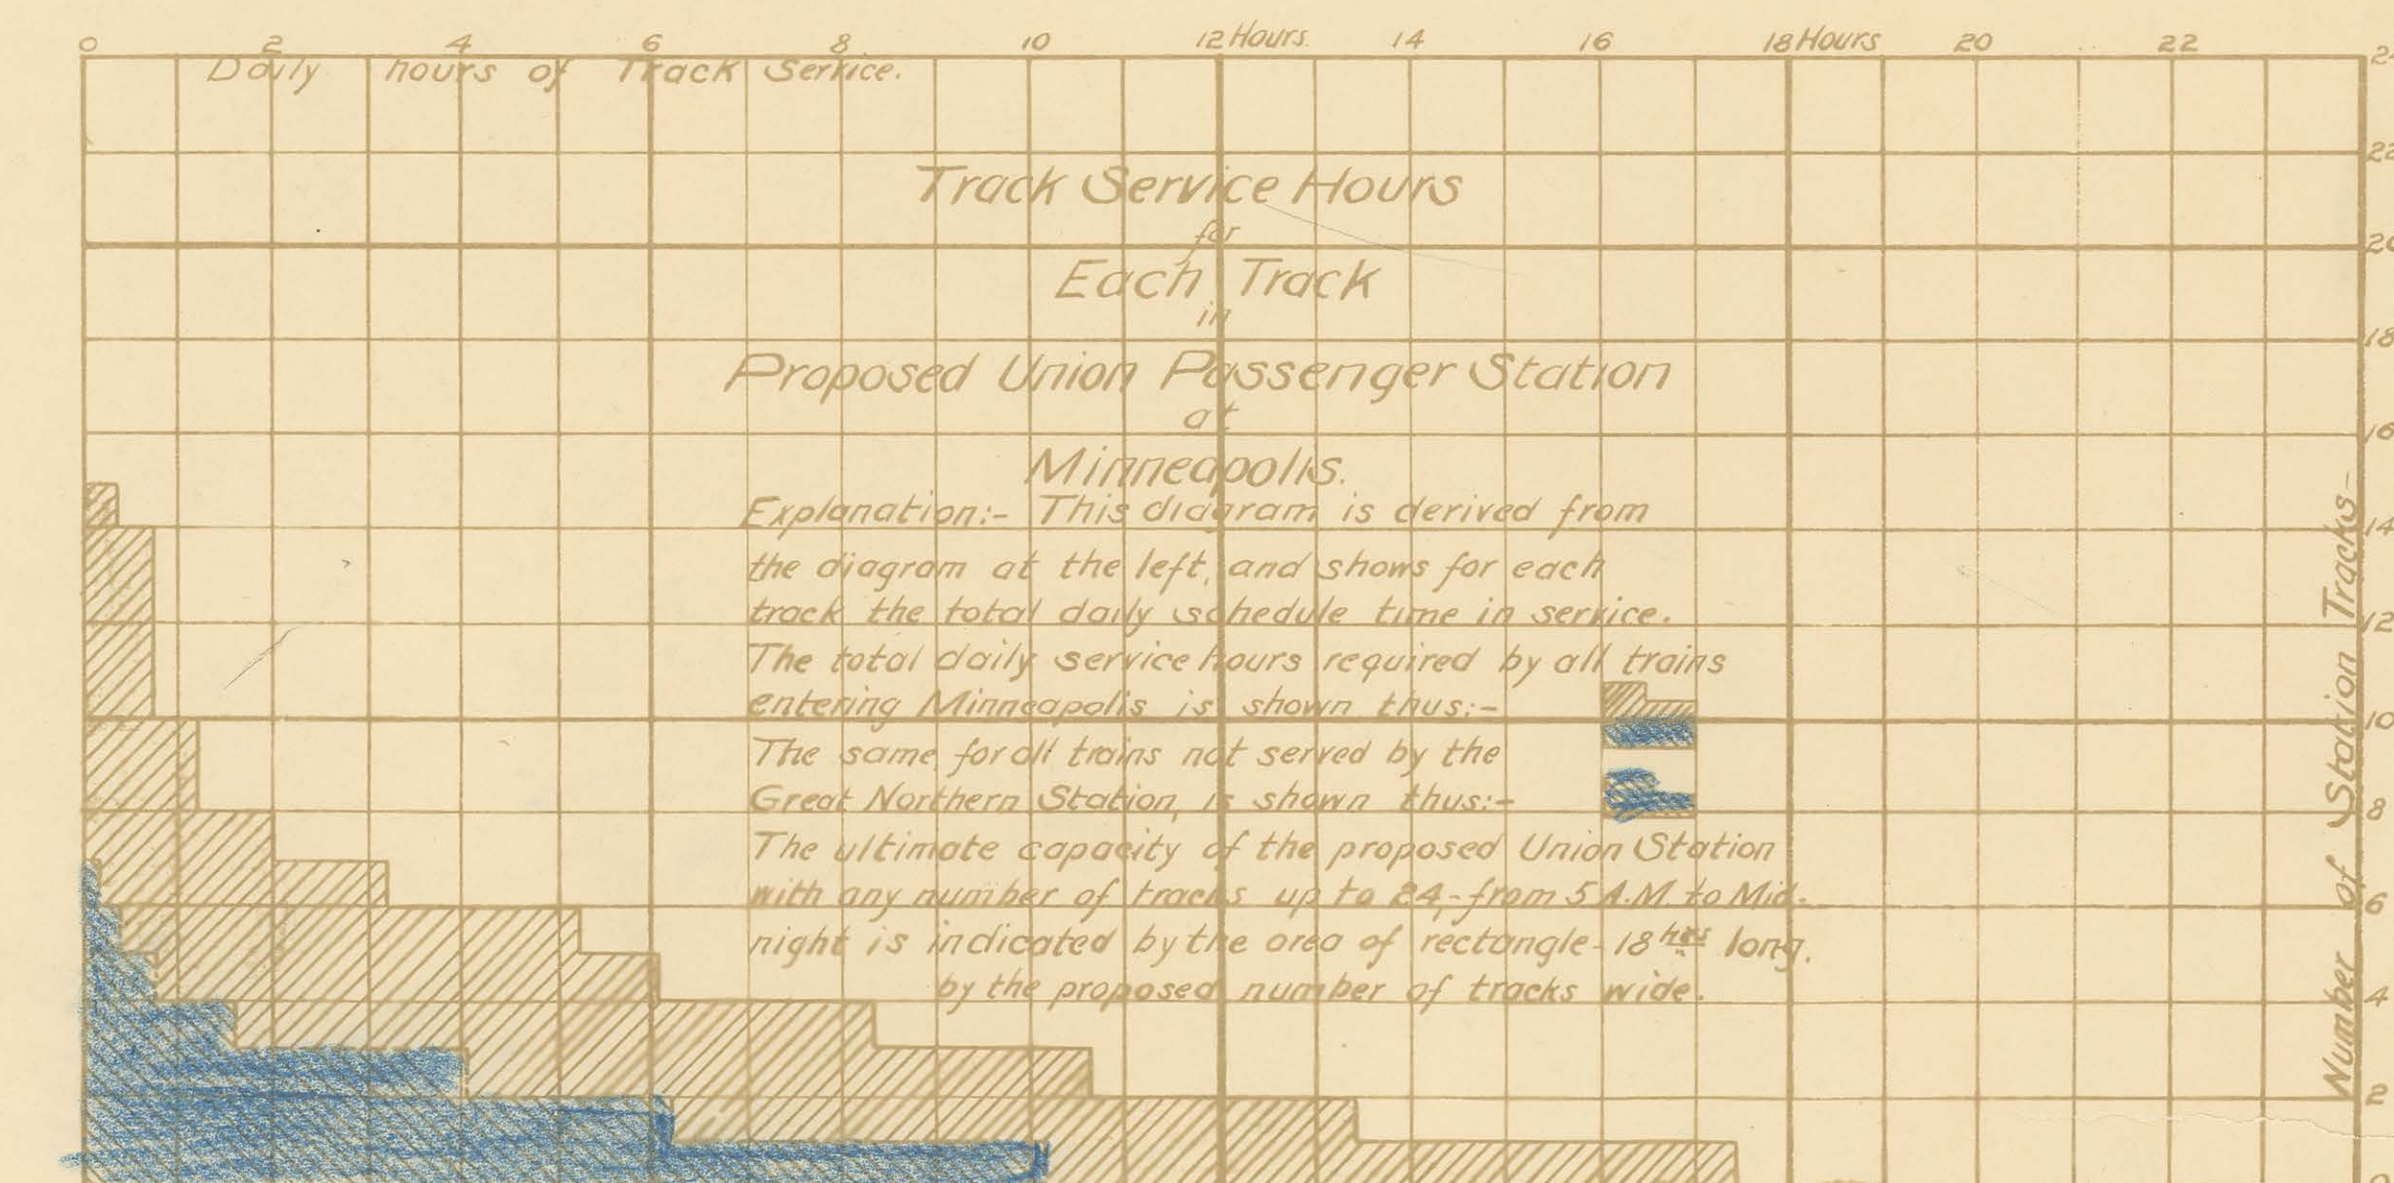 0 2 4 6 8 10 12 Hours. 14 16 18 Hours 20 22
Daily hours of Track Service.
Track Service Hours
for
Each Track
in
Proposed Union Passenger Station
at
Minneapolis.
Explanation:- This diagram is derived from
the diagram at the left, and shows for each
track the total daily schedule time in service.
The total daily service hours required by all trains
entering Minneapolis is shown thus:-
The same for all trains not served by the
Great Northern Station, is shown thus:-
The ultimate capacity of the proposed Union Station
with any number of tracks up to 24,- from 5 A.M. to Mid-
night is indicated by the area of rectangle- 18 hrs long.
by the proposed number of tracks wide.
22
20
18
16
14
12
10
8
6
4
2
Number of Station Tracks-